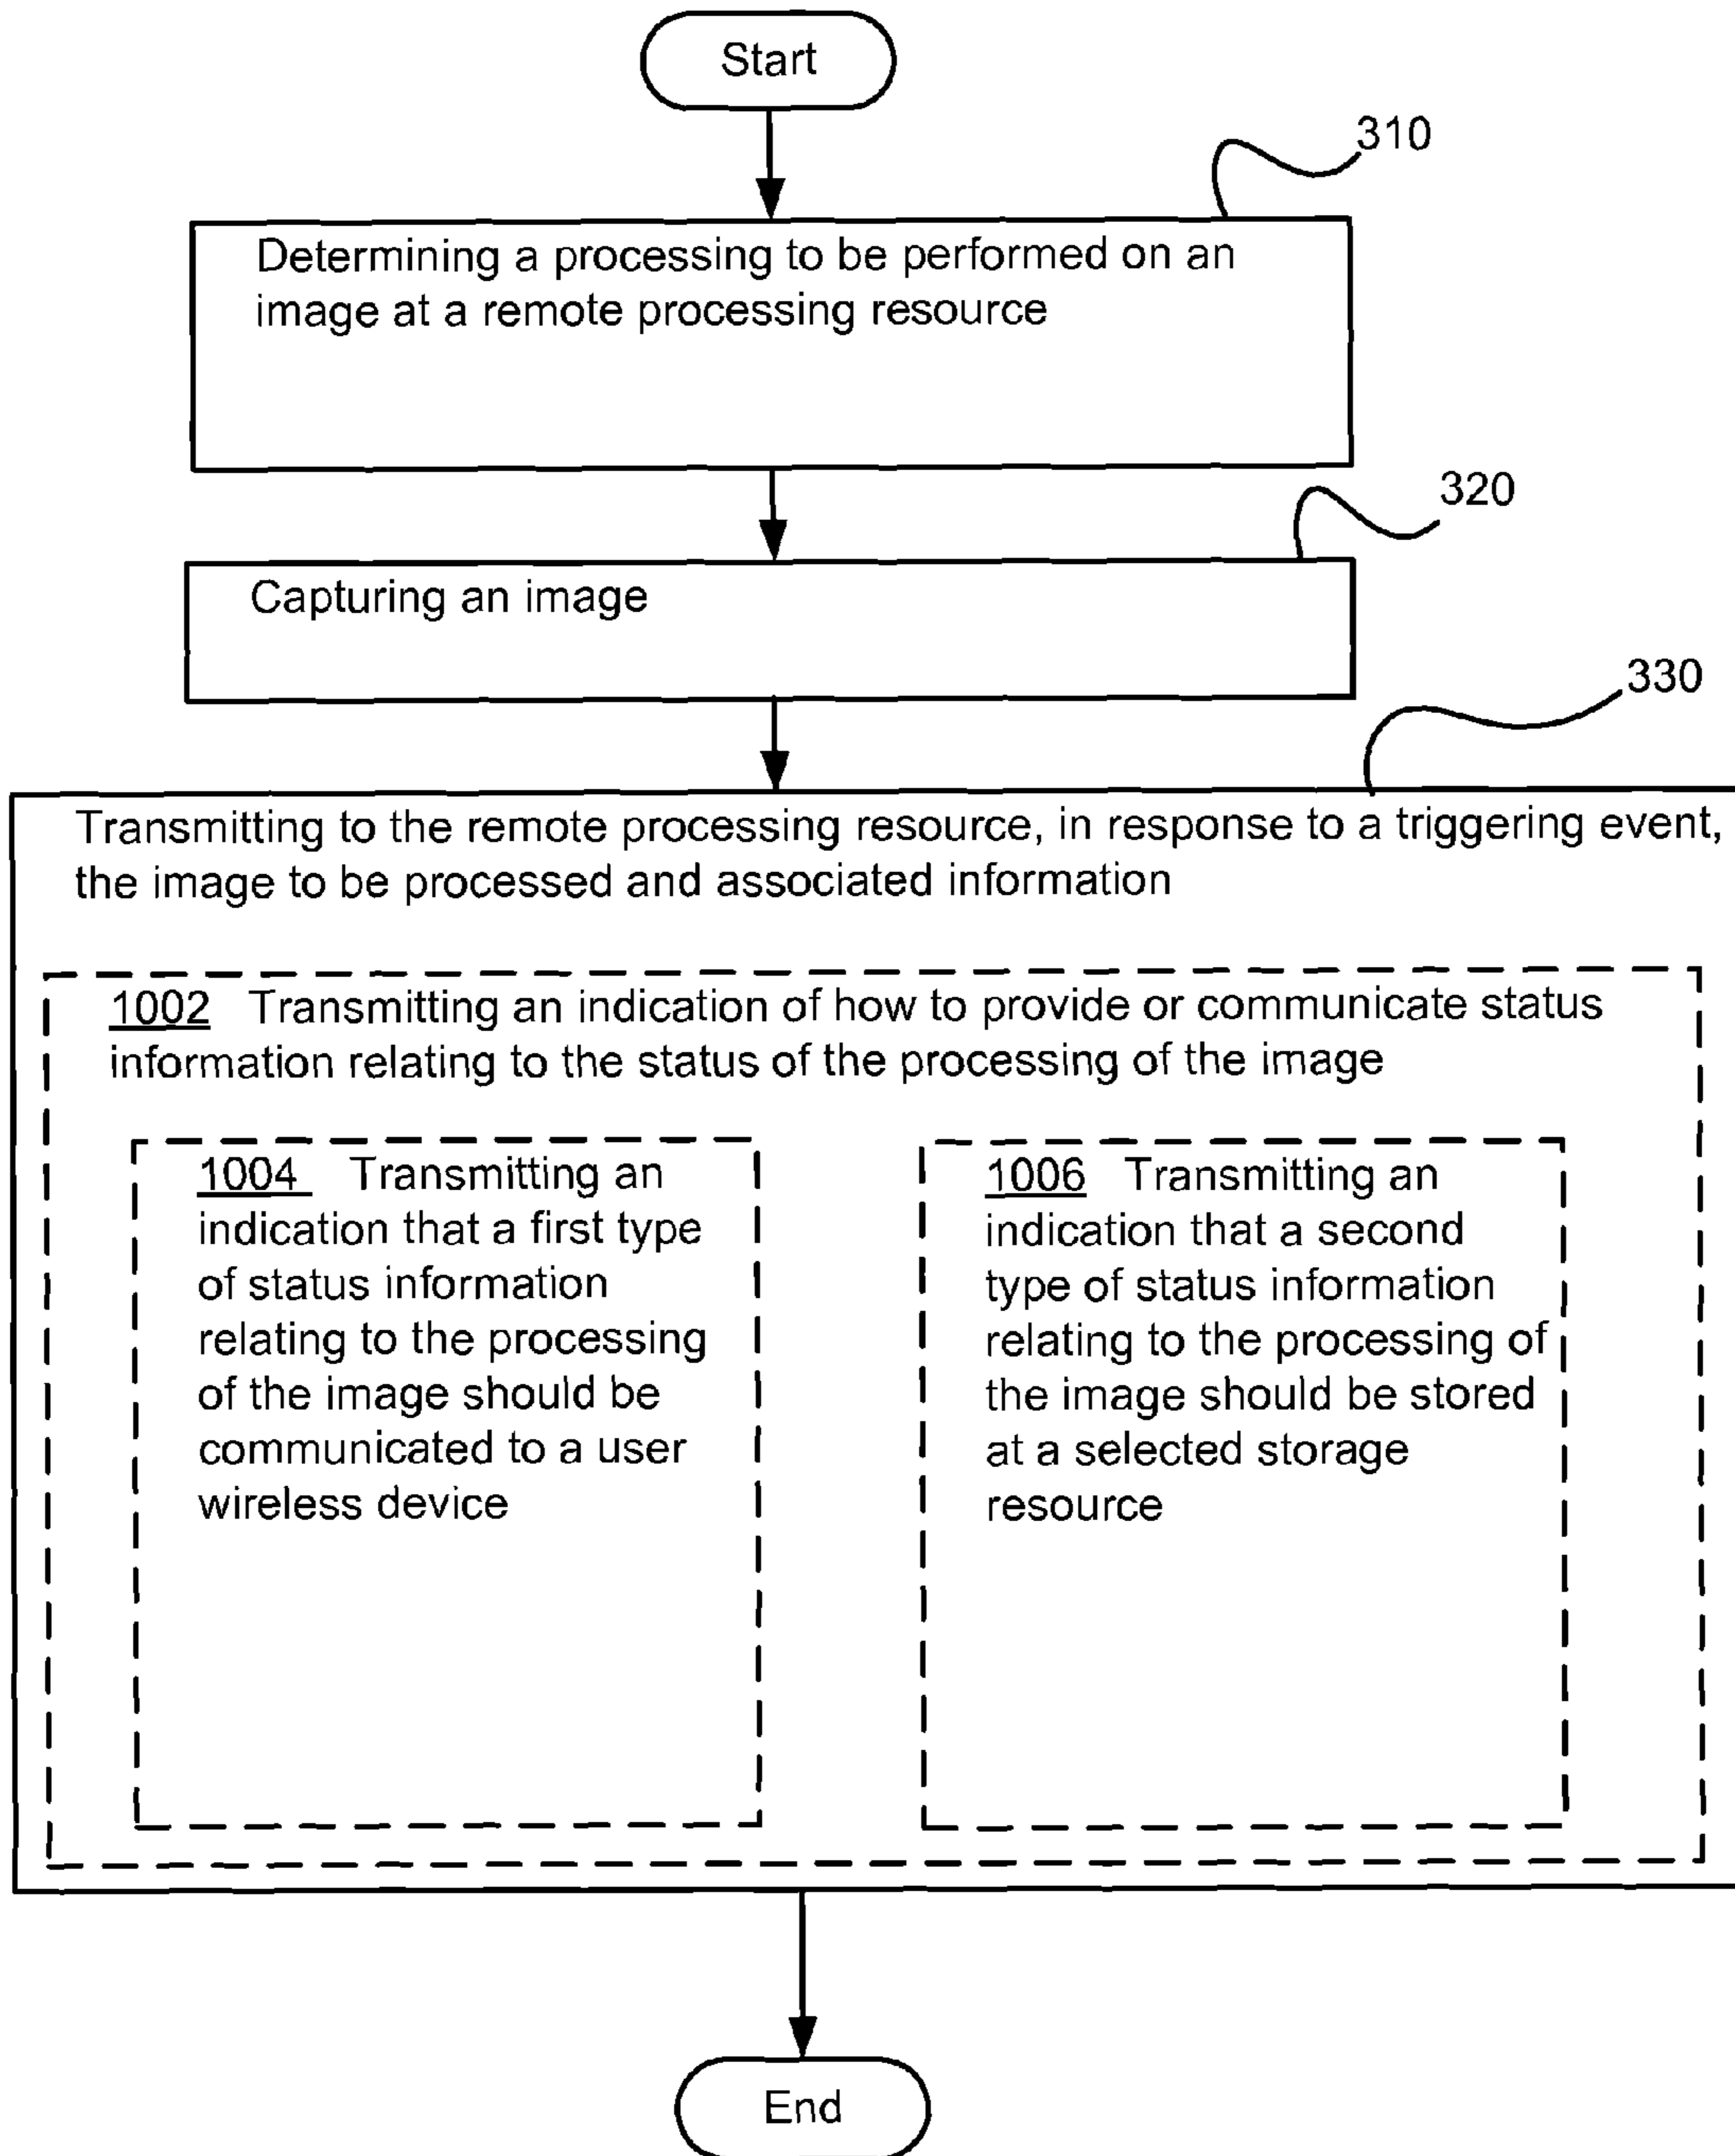 Start
310
Determining a processing to be performed on an
image at a remote processing resource
320
Capturing an image
330
Transmitting to the remote processing resource, in response to a triggering event,
the image to be processed and associated information
1002 Transmitting an indication of how to provide or communicate status
information relating to the status of the processing of the image
1004 Transmitting an
indication that a first type
of status information
relating to the processing
of the image should be
communicated to a user
wireless device
1006 Transmitting an
indication that a second
type of status information
relating to the processing of
the image should be stored
at a selected storage
resource
End